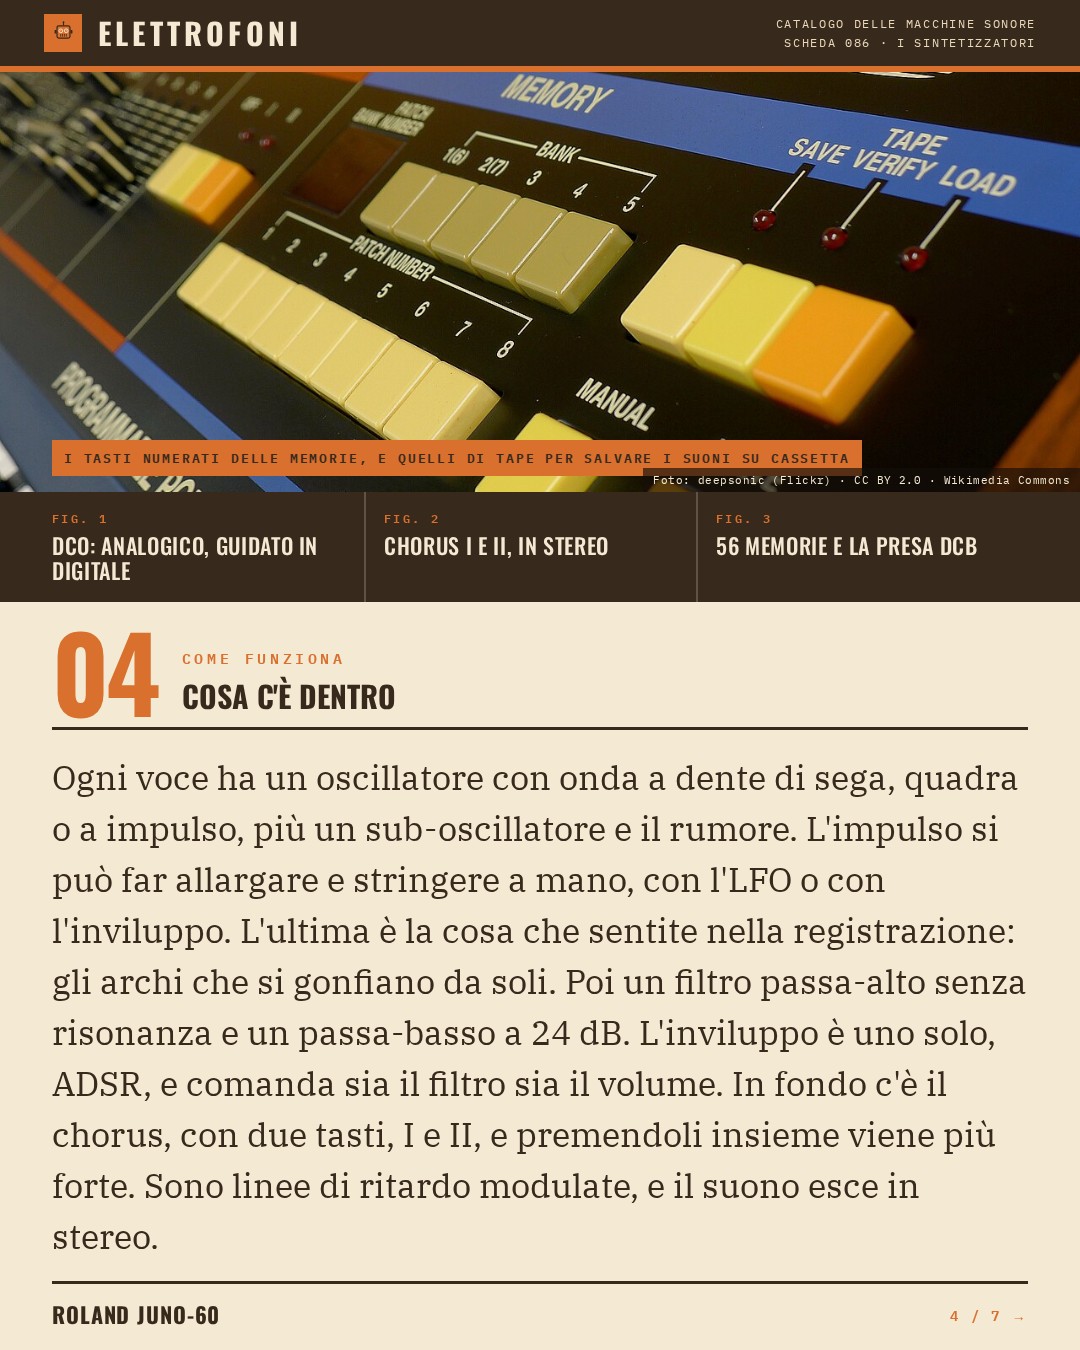 ELETTROFONI
CATALOGO DELLE MACCHINE SONORE
SCHEDA 086 · I SINTETIZZATORI
MEMORY
PATCH
BANK NUMBER
TAPE
SAVE VERIFY LOAD
BANK
1(6) 2(7) 3 4 5
PATCH NUMBER
1 2 3 4 5 6 7 8
MANUAL
I TASTI NUMERATI DELLE MEMORIE, E QUELLI DI TAPE PER SALVARE I SUONI SU CASSETTA
Foto: deepsonic (Flickr) · CC BY 2.0 · Wikimedia Commons
FIG. 1
DCO: ANALOGICO, GUIDATO IN
DIGITALE
FIG. 2
CHORUS I E II, IN STEREO
FIG. 3
56 MEMORIE E LA PRESA DCB
04
COME FUNZIONA
COSA C'È DENTRO
Ogni voce ha un oscillatore con onda a dente di sega, quadra
o a impulso, più un sub-oscillatore e il rumore. L'impulso si
può far allargare e stringere a mano, con l'LFO o con
l'inviluppo. L'ultima è la cosa che sentite nella registrazione:
gli archi che si gonfiano da soli. Poi un filtro passa-alto senza
risonanza e un passa-basso a 24 dB. L'inviluppo è uno solo,
ADSR, e comanda sia il filtro sia il volume. In fondo c'è il
chorus, con due tasti, I e II, e premendoli insieme viene più
forte. Sono linee di ritardo modulate, e il suono esce in
stereo.
ROLAND JUNO-60
4 / 7 →